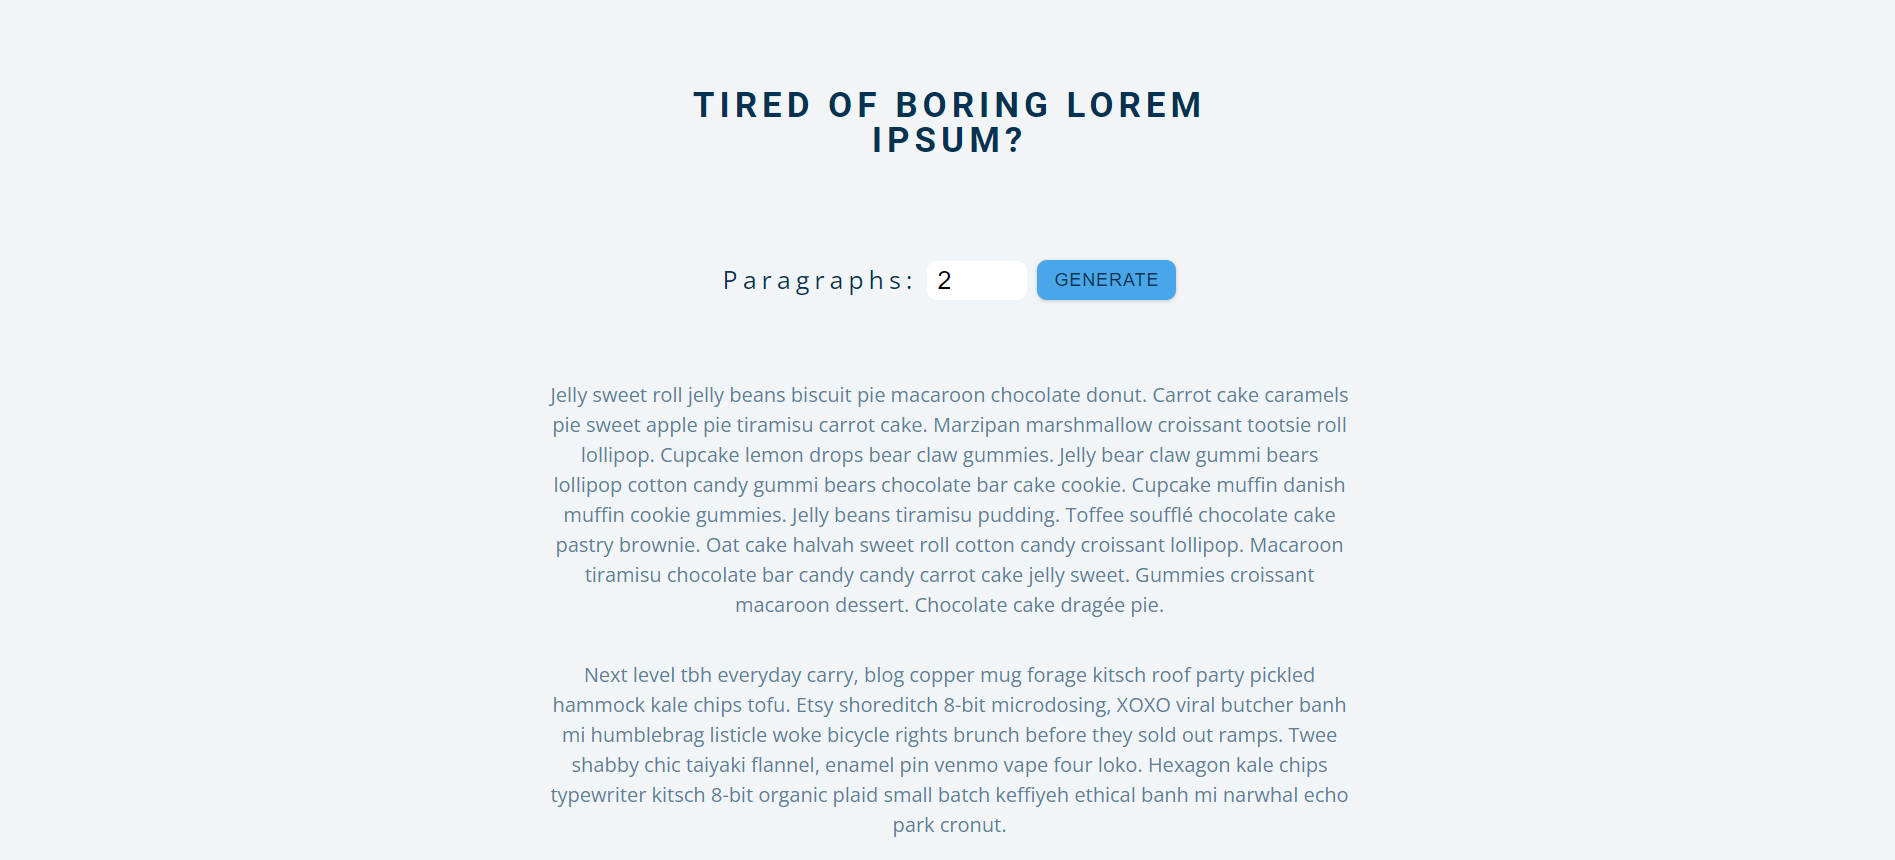 TIRED OF BORING LOREM
IPSUM?
Paragraphs: 2 GENERATE
Jelly sweet roll jelly beans biscuit pie macaroon chocolate donut. Carrot cake caramels
pie sweet apple pie tiramisu carrot cake. Marzipan marshmallow croissant tootsie roll
lollipop. Cupcake lemon drops bear claw gummies. Jelly bear claw gummi bears
lollipop cotton candy gummi bears chocolate bar cake cookie. Cupcake muffin danish
muffin cookie gummies. Jelly beans tiramisu pudding. Toffee soufflé chocolate cake
pastry brownie. Oat cake halvah sweet roll cotton candy croissant lollipop. Macaroon
tiramisu chocolate bar candy candy carrot cake jelly sweet. Gummies croissant
macaroon dessert. Chocolate cake dragée pie.
Next level tbh everyday carry, blog copper mug forage kitsch roof party pickled
hammock kale chips tofu. Etsy shoreditch 8-bit microdosing, XOXO viral butcher banh
mi humblebrag listicle woke bicycle rights brunch before they sold out ramps. Twee
shabby chic taiyaki flannel, enamel pin venmo vape four loko. Hexagon kale chips
typewriter kitsch 8-bit organic plaid small batch keffiyeh ethical banh mi narwhal echo
park cronut.